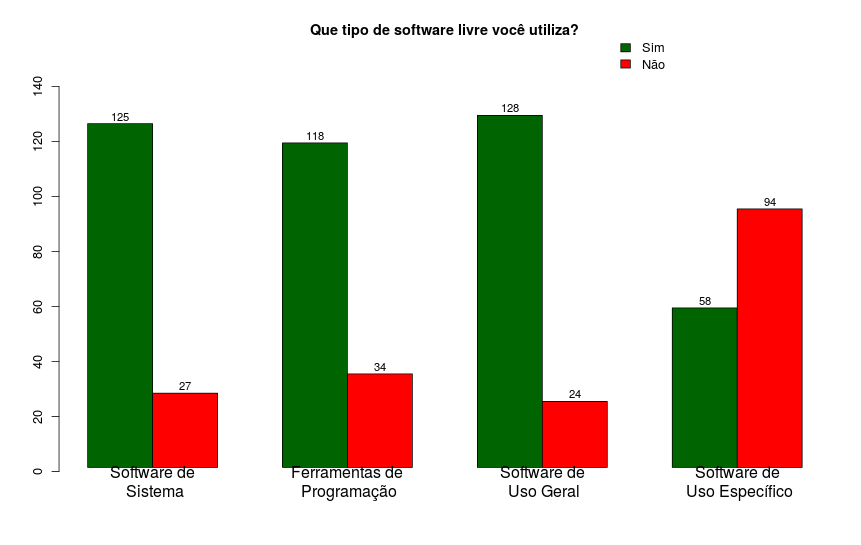 Que tipo de software livre você utiliza?
Sim
Não
140
120
100
80
60
40
20
0
125
27
118
34
128
24
58
94
Software de
Sistema
Ferramentas de
Programação
Software de
Uso Geral
Software de
Uso Específico